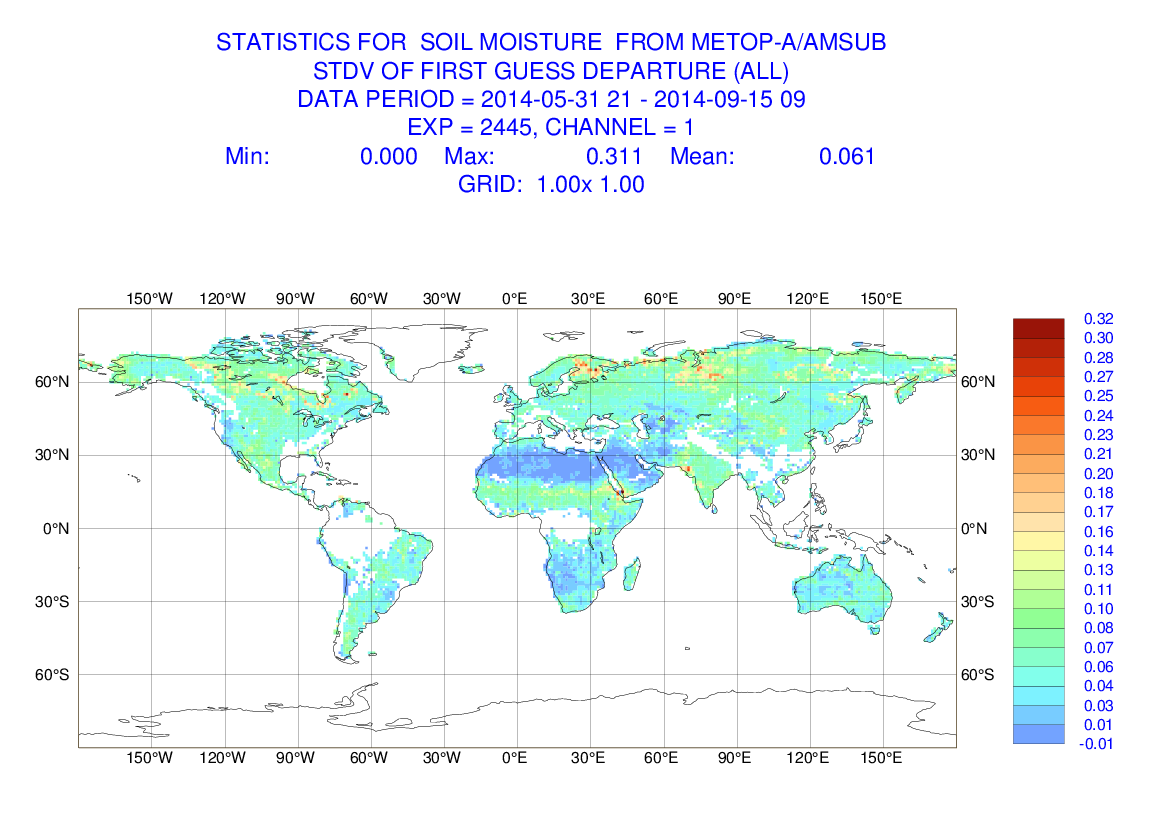 STATISTICS FOR SOIL MOISTURE FROM METOP-A/AMSUB
STDV OF FIRST GUESS DEPARTURE (ALL)
DATA PERIOD = 2014-05-31 21 - 2014-09-15 09
EXP = 2445, CHANNEL = 1
Min: 0.000 Max: 0.311 Mean: 0.061
GRID: 1.00x 1.00
150°W 120°W 90°W 60°W 30°W 0°E 30°E 60°E 90°E 120°E 150°E
60°N 60°N
30°N 30°N
0°N 0°N
30°S 30°S
60°S 60°S
150°W 120°W 90°W 60°W 30°W 0°E 30°E 60°E 90°E 120°E 150°E
0.32
0.30
0.28
0.27
0.25
0.24
0.23
0.21
0.20
0.18
0.17
0.16
0.14
0.13
0.11
0.10
0.08
0.07
0.06
0.04
0.03
0.01
-0.01